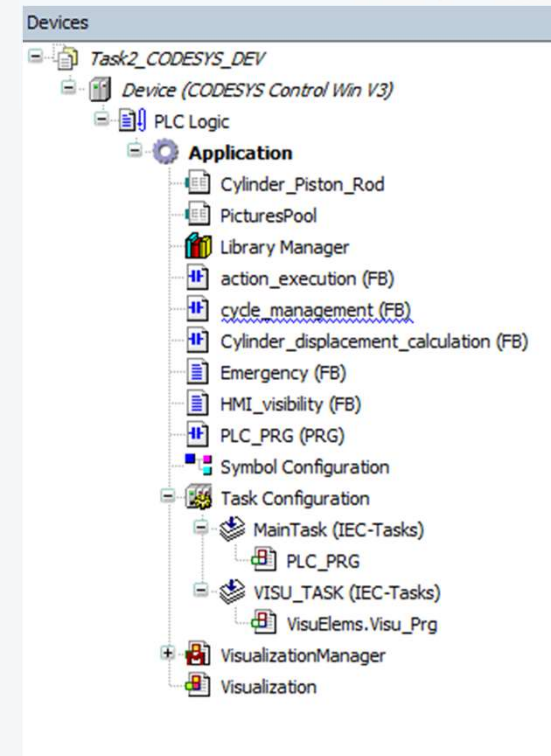 Devices
Task2_CODESYS_DEV
Device (CODESYS Control Win V3)
PLC Logic
Application
Cylinder_Piston_Rod
PicturesPool
Library Manager
action_execution (FB)
cycle_management (FB)
Cylinder_displacement_calculation (FB)
Emergency (FB)
HMI_visibility (FB)
PLC_PRG (PRG)
Symbol Configuration
Task Configuration
MainTask (IEC-Tasks)
PLC_PRG
VISU_TASK (IEC-Tasks)
VisuElems.Visu_Prg
VisualizationManager
Visualization